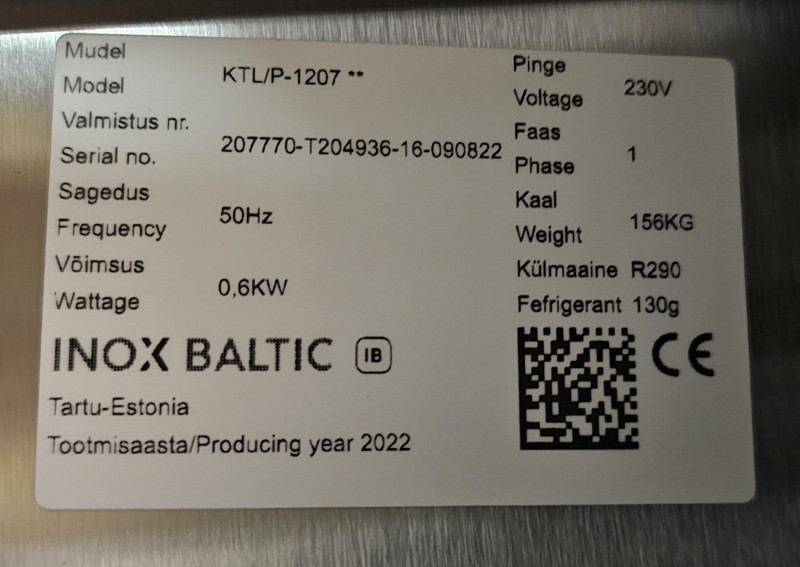 Mudel
Model KTL/P-1207 **
Valmistus nr.
Serial no. 207770-T204936-16-090822
Sagedus
Frequency 50Hz
Võimsus
Wattage 0,6KW
Pinge
Voltage 230V
Faas
Phase 1
Kaal
Weight 156KG
Külmaaine R290
Fefrigerant 130g
INOX BALTIC IB
CE
Tartu-Estonia
Tootmisaasta/Producing year 2022